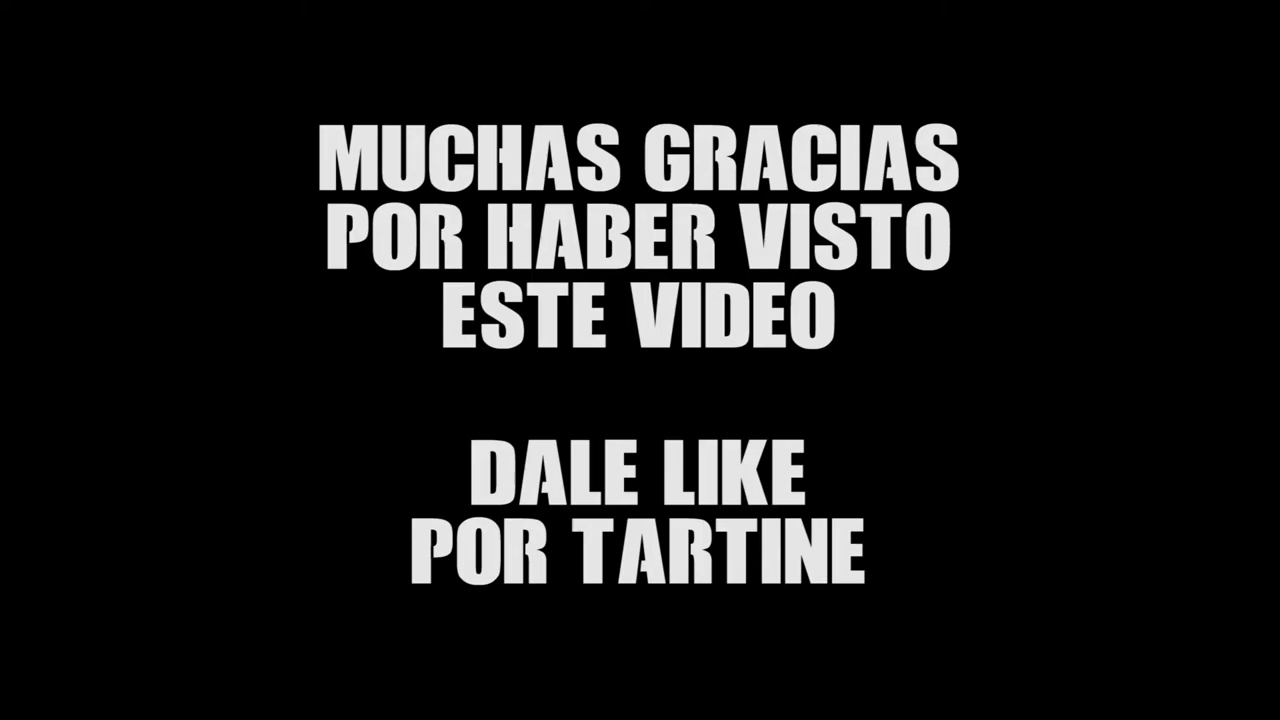 MUCHAS GRACIAS
POR HABER VISTO
ESTE VIDEO
DALE LIKE
POR TARTINE